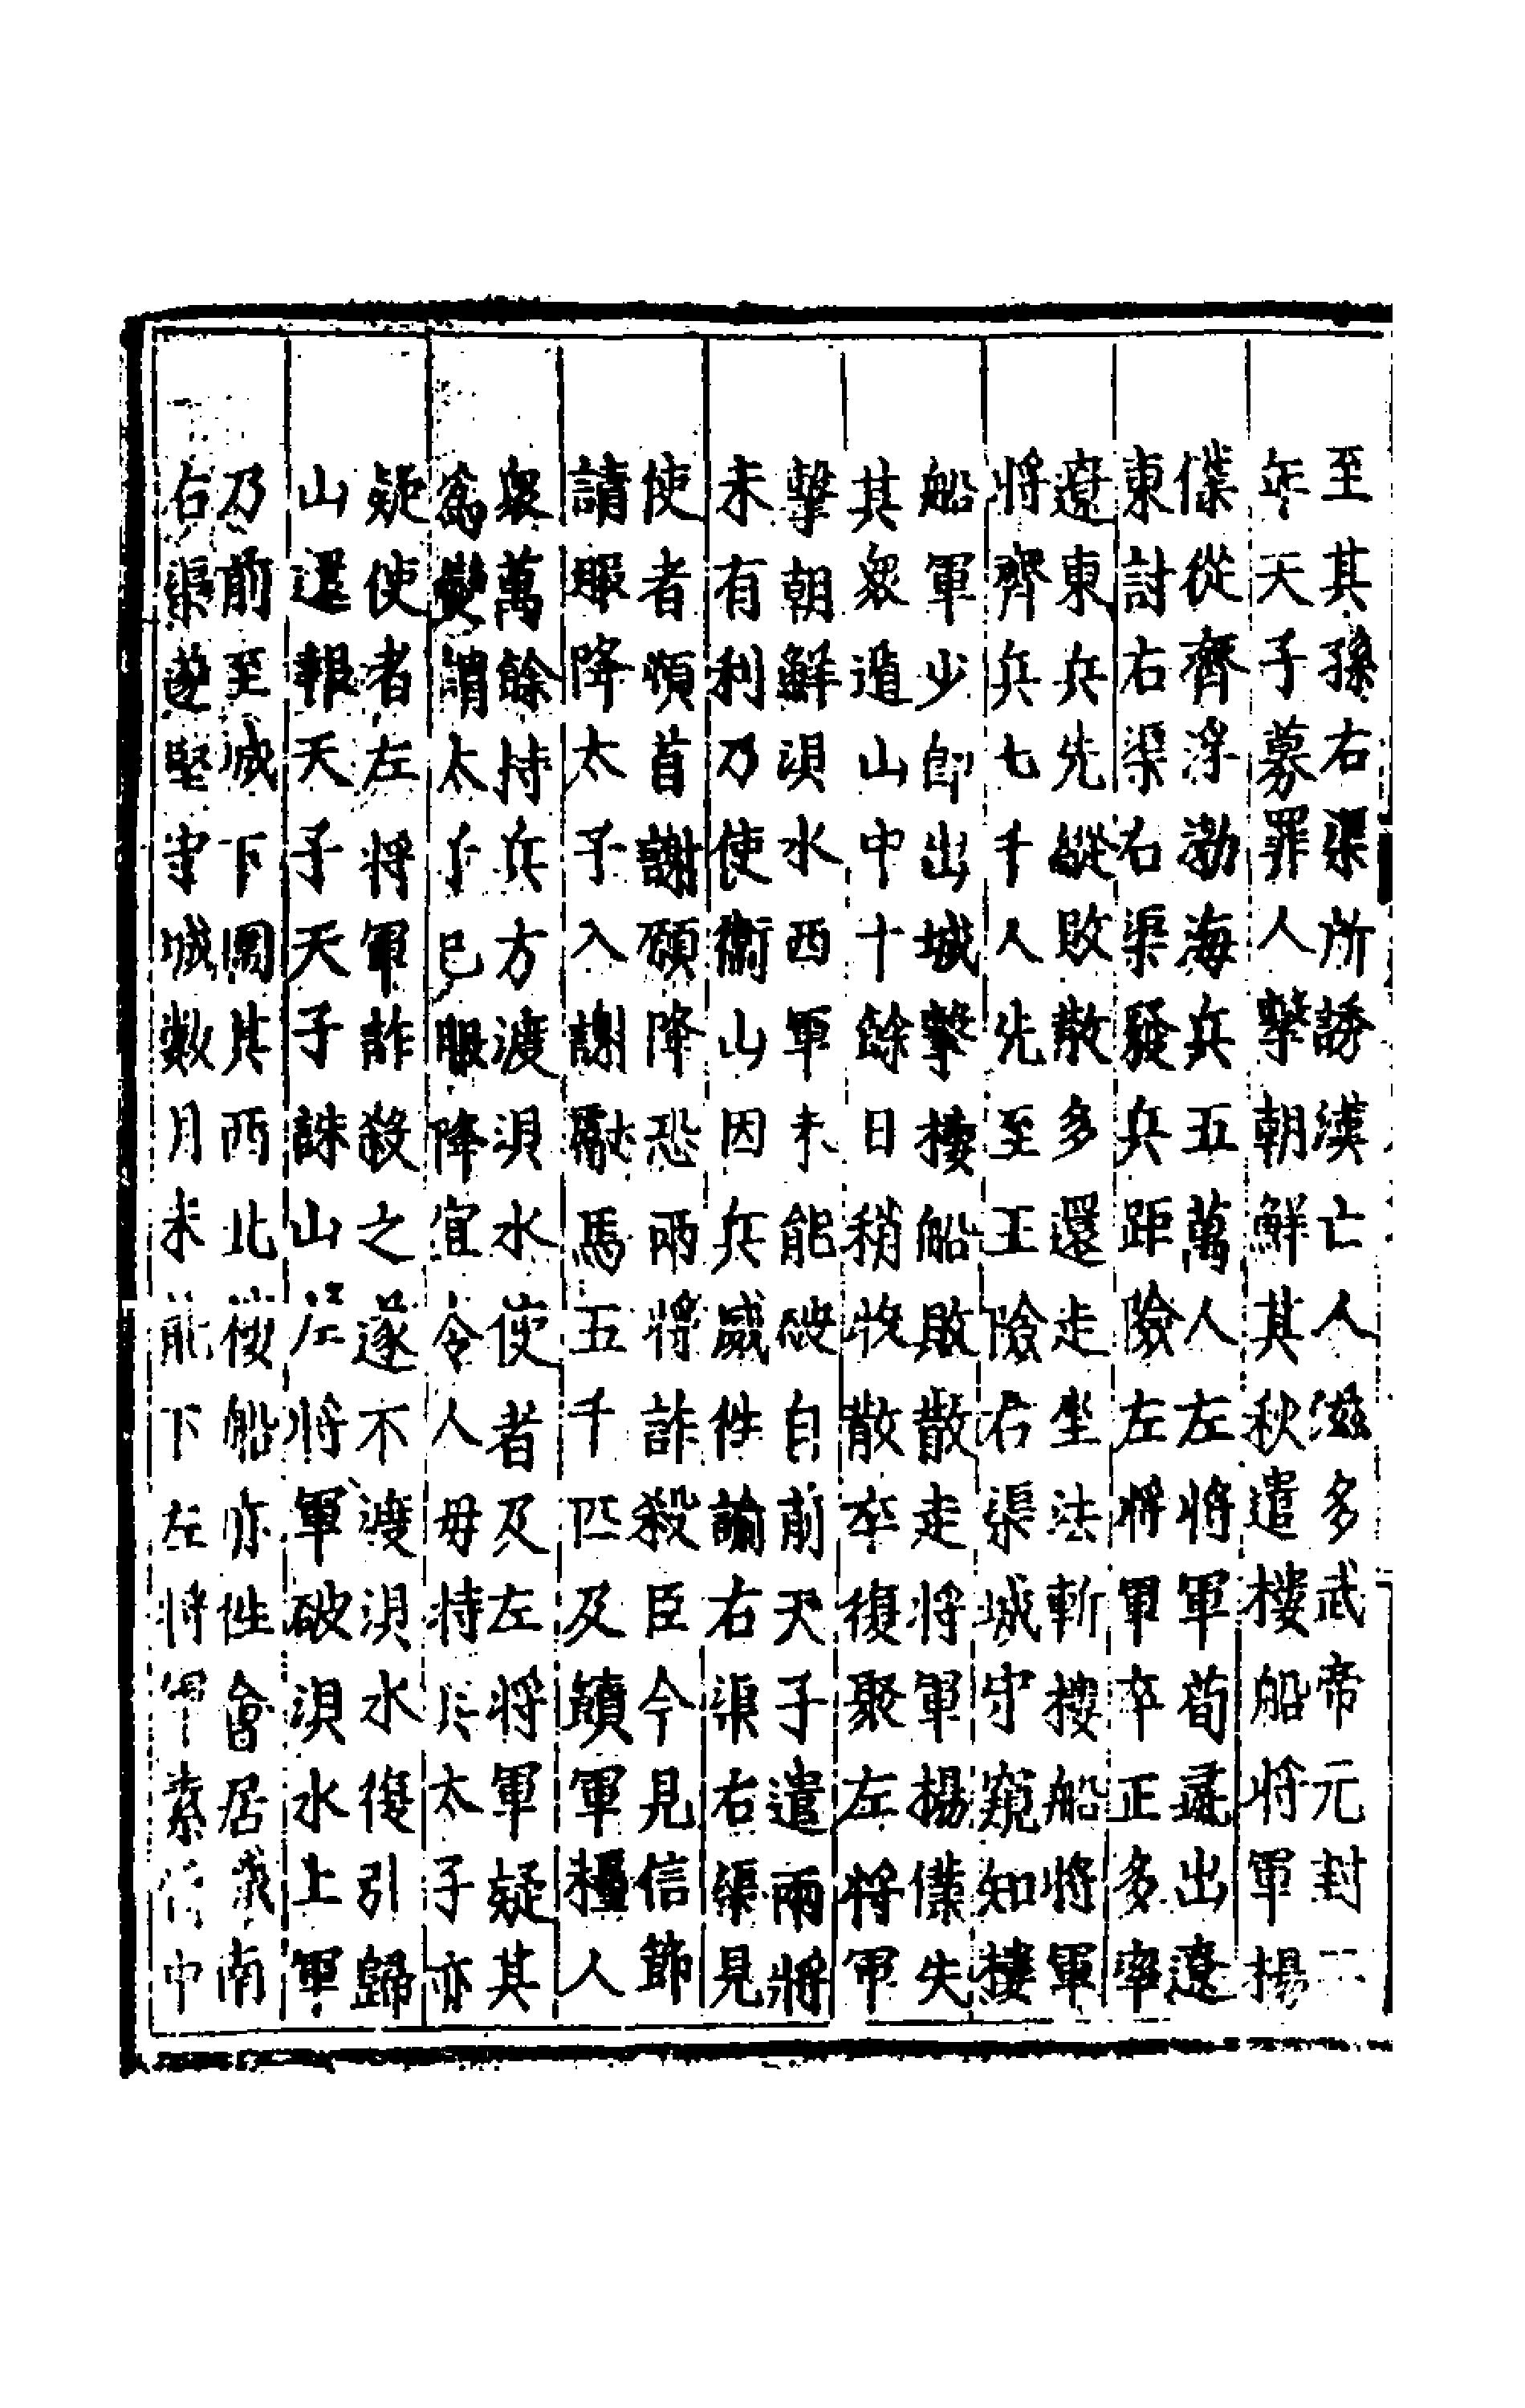 至其孫右渠所誘漢亡人滋多武帝元封二
年天子募罪人擊朝鮮其秋遣樓船將軍楊
僕從齊浮渤海兵五萬人左將軍荀彘出遼
東討右渠右渠發兵距險左將軍卒正多率
遼東兵先縱敗散多還走坐法斬樓船將軍
將齊兵七千人先至王險右渠城守窺知樓
船軍少卽出城擊樓船敗散走將軍楊僕失
其衆遁山中十餘日稍收散卒復聚左將軍
擊朝鮮浿水西軍未能破自前天子遣兩將
未有利乃使衞山因兵威徃諭右渠右渠見
使者頓首謝願降恐兩將詐殺臣今見信節
請服降太子入謝獻馬五千匹及饋軍糧人
衆萬餘持兵方渡浿水使者及左將軍疑其
爲變謂太子已服降宜令人毋持兵太子亦
疑使者左將軍詐殺之遂不渡浿水復引歸
山還報天子天子誅山左將軍破浿水上軍
乃前至城下圍其西北樓船亦徃會居城南
右渠遂堅守城數月未能下左將軍素侍中